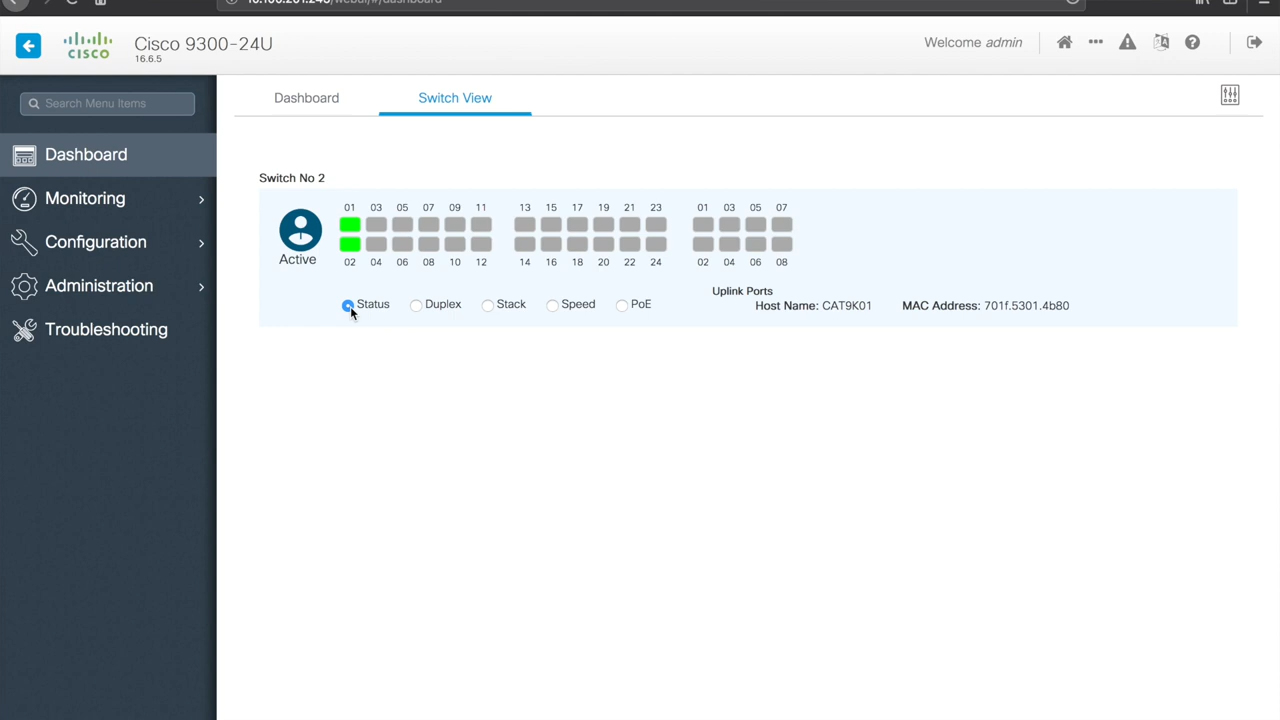 Cisco 9300-24U
16.6.5
CISCO
Welcome admin
Search Menu Items
Dashboard
Monitoring
Configuration
Administration
Troubleshooting
Dashboard
Switch View
Switch No 2
01 03 05 07 09 11 13 15 17 19 21 23 01 03 05 07
Active
02 04 06 08 10 12 14 16 18 20 22 24 02 04 06 08
Status Duplex Stack Speed PoE
Uplink Ports
Host Name: CAT9K01 MAC Address: 701f.5301.4b80